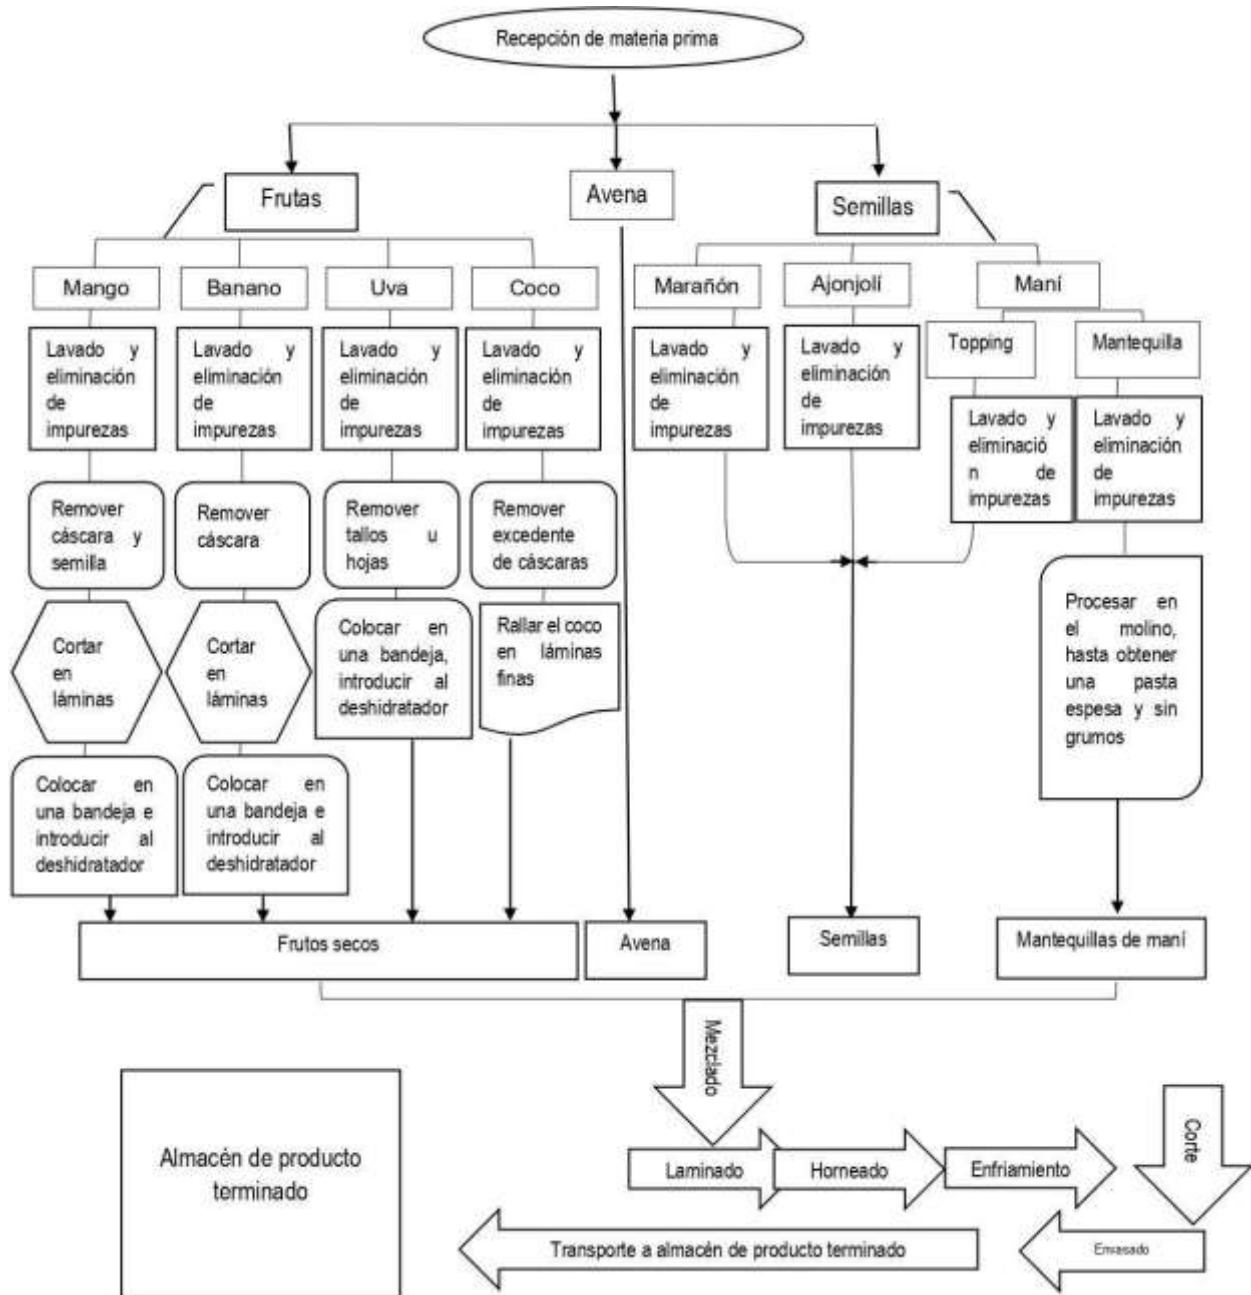 Recepción de materia prima
Frutas
Avena
Semillas
Mango
Banano
Uva
Coco
Marañón
Ajonjolí
Maní
Topping
Mantequilla
Lavado y
eliminación
de
impurezas
Lavado y
eliminación
de
impurezas
Lavado y
eliminación
de
impurezas
Lavado y
eliminación
de
impurezas
Lavado y
eliminación
de
impurezas
Lavado y
eliminación
de
impurezas
Lavado y
eliminació
n de
impurezas
Lavado y
eliminación
de
impurezas
Remover
cáscara y
semilla
Remover
cáscara
Remover
tallos u
hojas
Remover
excedente
de cáscaras
Cortar
en
láminas
Cortar
en
láminas
Colocar en
una bandeja,
introducir al
deshidratador
Rallar el coco
en láminas
finas
Procesar en
el molino,
hasta obtener
una pasta
espesa y sin
grumos
Colocar en
una bandeja e
introducir al
deshidratador
Colocar en
una bandeja e
introducir al
deshidratador
Frutos secos
Avena
Semillas
Mantequillas de maní
Mezclado
Laminado
Horneado
Enfriamiento
Corte
Envasado
Transporte a almacén de producto terminado
Almacén de producto
terminado